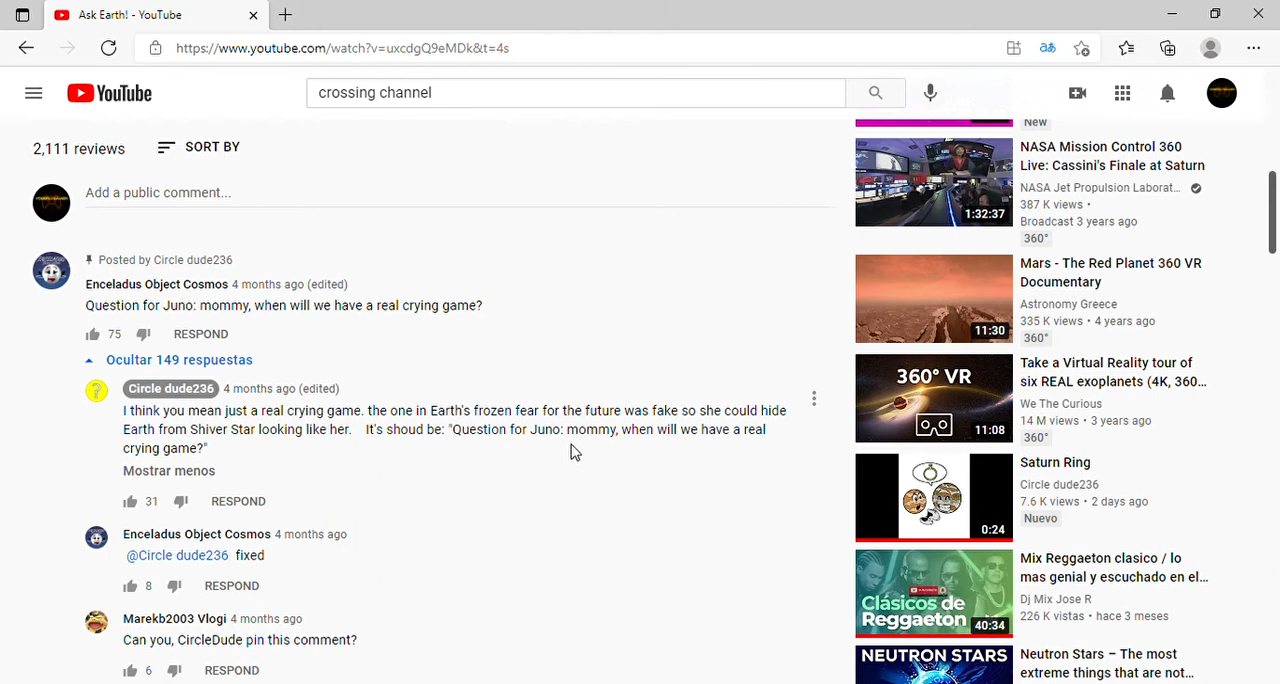 Ask Earth! - YouTube
https://www.youtube.com/watch?v=uxcdgQ9eMDk&t=4s
YouTube
crossing channel
2,111 reviews
SORT BY
Add a public comment...
Posted by Circle dude236
Enceladus Object Cosmos 4 months ago (edited)
Question for Juno: mommy, when will we have a real crying game?
75
RESPOND
Ocultar 149 respuestas
Circle dude236 4 months ago (edited)
I think you mean just a real crying game. the one in Earth's frozen fear for the future was fake so she could hide
Earth from Shiver Star looking like her. It's shoud be: "Question for Juno: mommy, when will we have a real
crying game?"
Mostrar menos
31
RESPOND
Enceladus Object Cosmos 4 months ago
@Circle dude236 fixed
8
RESPOND
Marekb2003 Vlogi 4 months ago
Can you, CircleDude pin this comment?
6
RESPOND
New
1:32:37
NASA Mission Control 360
Live: Cassini's Finale at Saturn
NASA Jet Propulsion Laborat...
387 K views •
Broadcast 3 years ago
360°
11:30
Mars - The Red Planet 360 VR
Documentary
Astronomy Greece
335 K views • 4 years ago
360°
360° VR
11:08
Take a Virtual Reality tour of
six REAL exoplanets (4K, 360...
We The Curious
14 M views • 3 years ago
360°
0:24
Saturn Ring
Circle dude236
7.6 K views • 2 days ago
Nuevo
Clásicos de
Reggaeton
40:34
Mix Reggaeton clasico / lo
mas genial y escuchado en el...
Dj Mix Jose R
226 K vistas • hace 3 meses
NEUTRON STARS
Neutron Stars – The most
extreme things that are not...